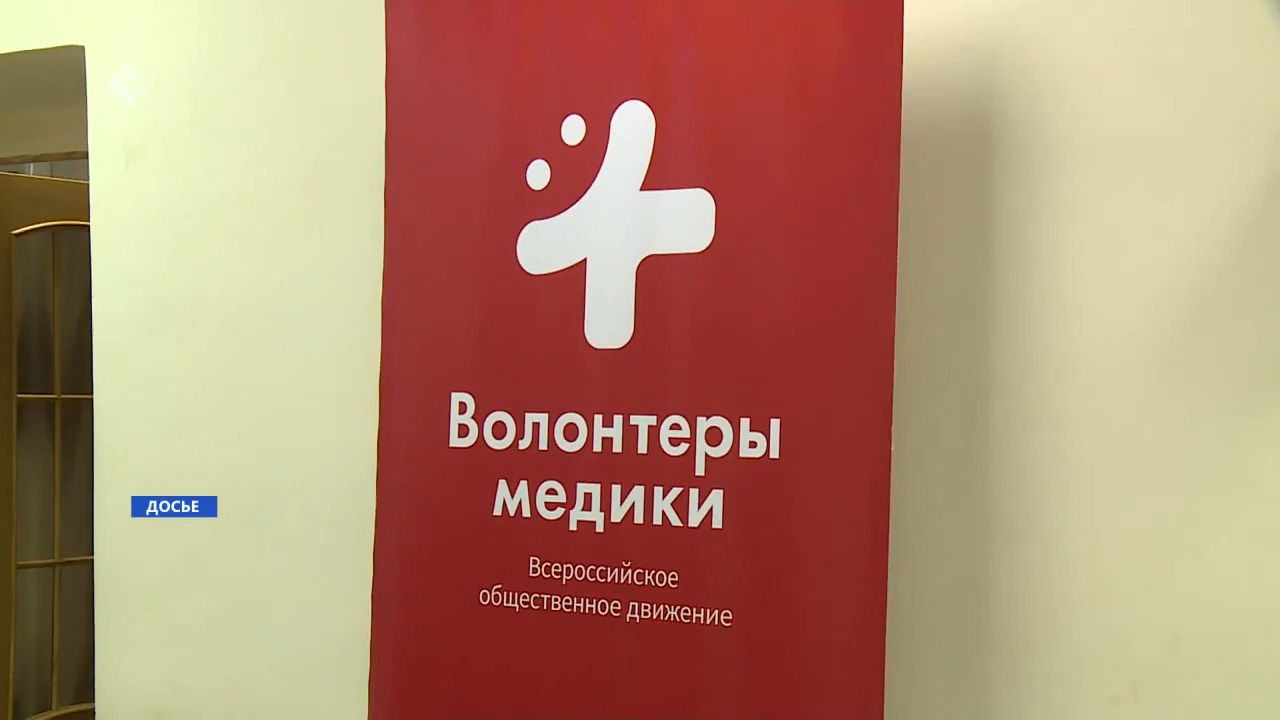 Волонтеры
медики
Всероссийское
общественное движение
ДОСЬЕ